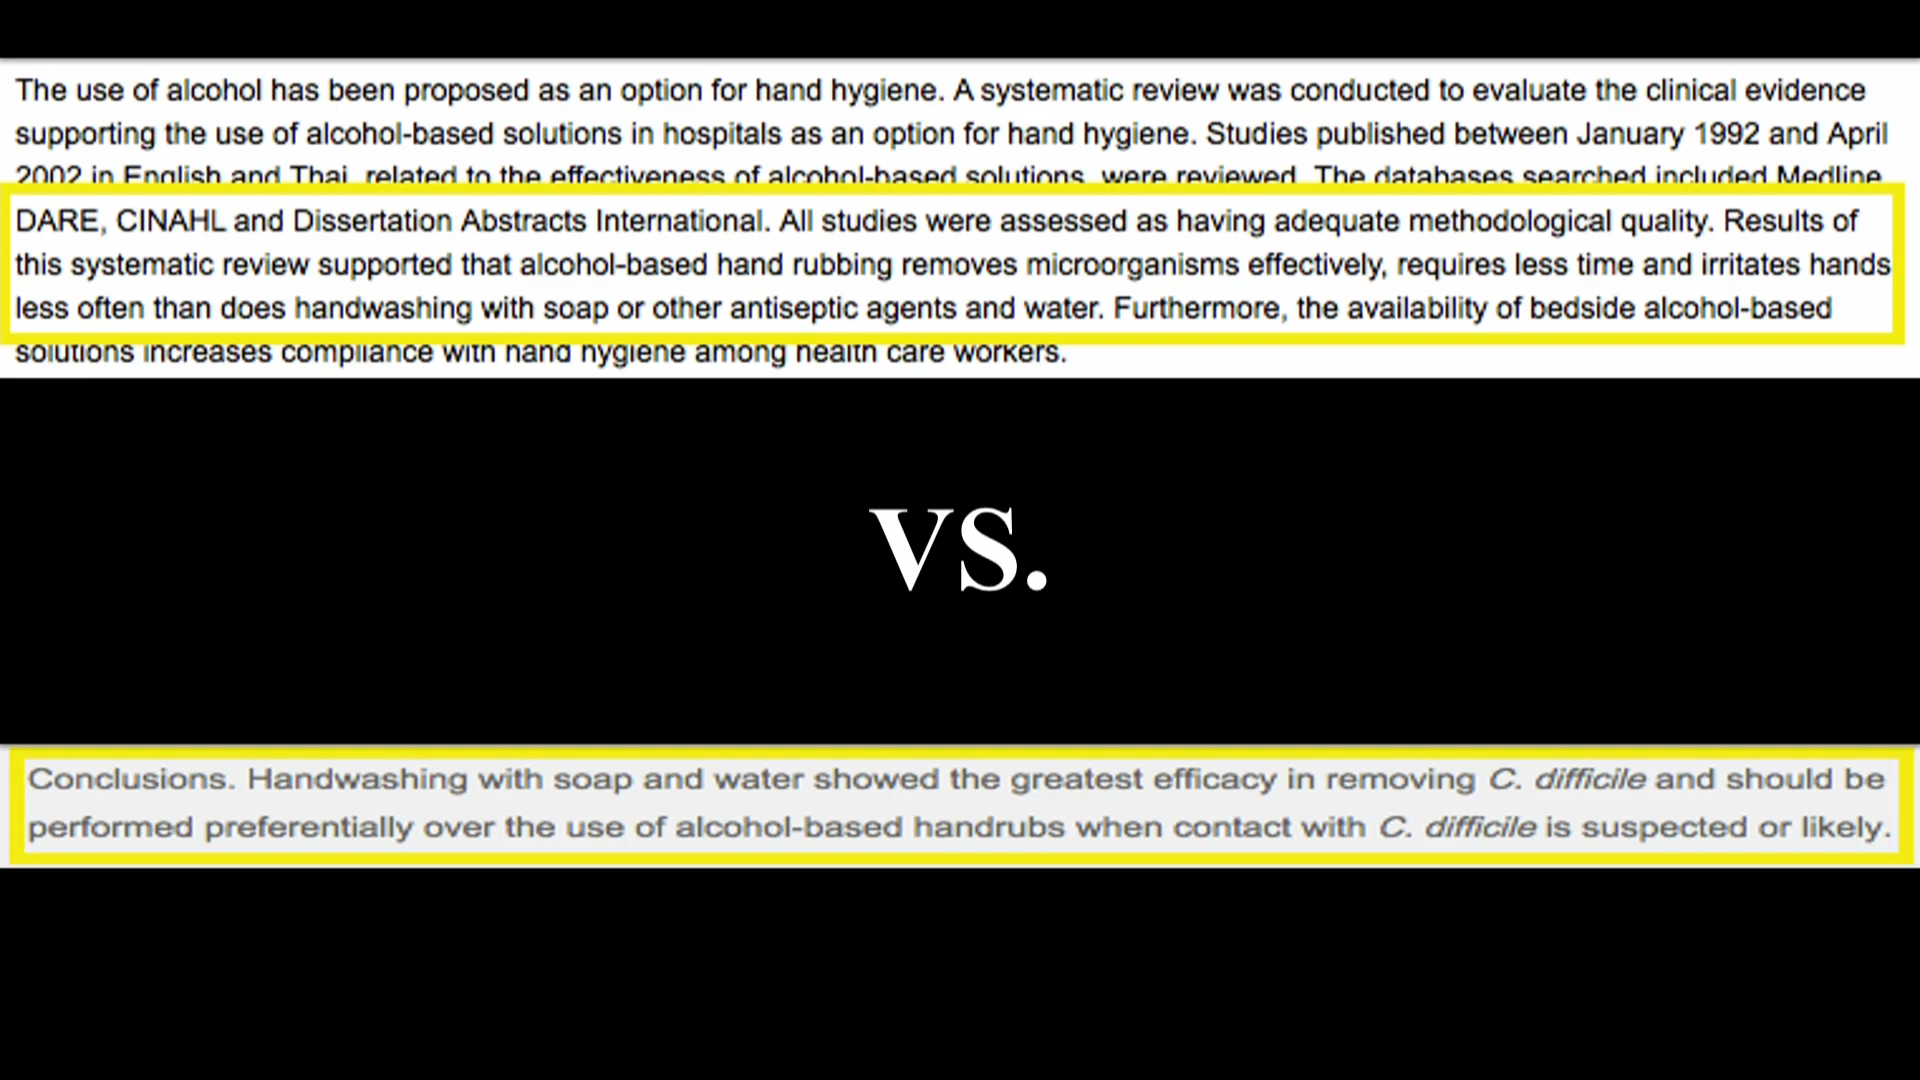 The use of alcohol has been proposed as an option for hand hygiene. A systematic review was conducted to evaluate the clinical evidence
supporting the use of alcohol-based solutions in hospitals as an option for hand hygiene. Studies published between January 1992 and April
2002 in English and Thai, related to the effectiveness of alcohol-based solutions, were reviewed. The databases searched included Medline,
DARE, CINAHL and Dissertation Abstracts International. All studies were assessed as having adequate methodological quality. Results of
this systematic review supported that alcohol-based hand rubbing removes microorganisms effectively, requires less time and irritates hands
less often than does handwashing with soap or other antiseptic agents and water. Furthermore, the availability of bedside alcohol-based
solutions increases compliance with hand hygiene among health care workers.
vs.
Conclusions. Handwashing with soap and water showed the greatest efficacy in removing C. difficile and should be
performed preferentially over the use of alcohol-based handrubs when contact with C. difficile is suspected or likely.